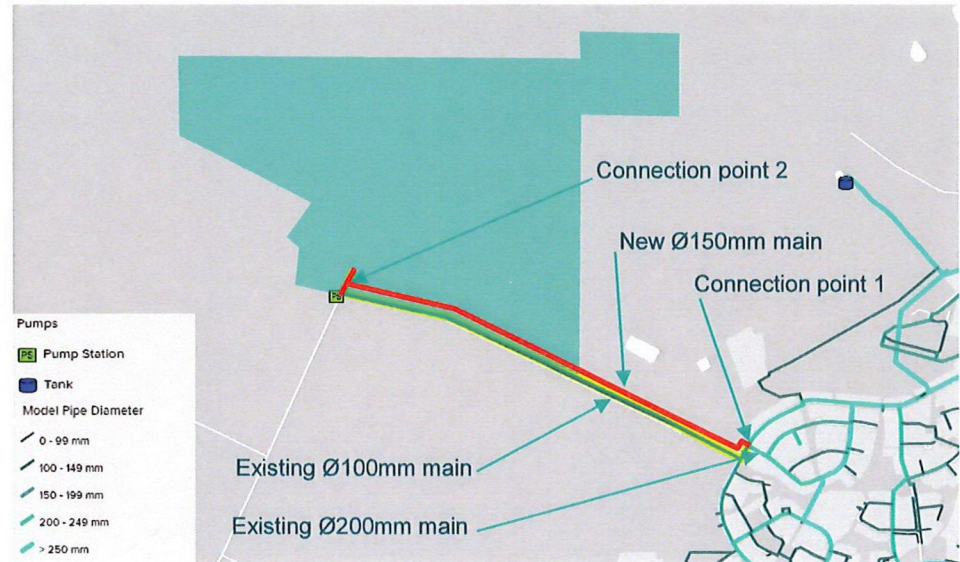 Connection point 2
New Ø150mm main
Connection point 1
Existing Ø100mm main
Existing Ø200mm main
Pumps
PS Pump Station
Tank
Model Pipe Diameter
0 - 99 mm
100 - 149 mm
150 - 199 mm
200 - 249 mm
> 250 mm
PS